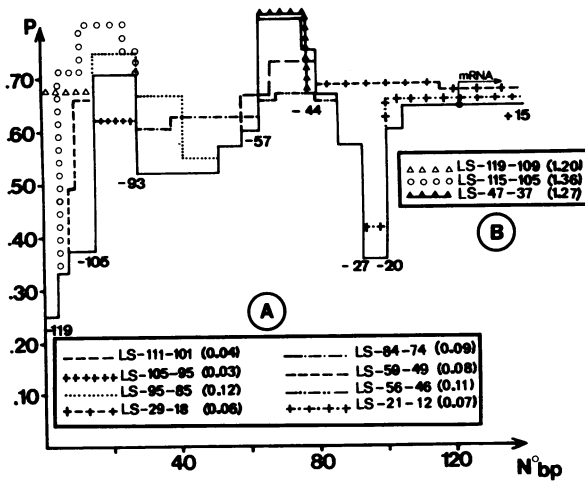 P
.70
.60
.50
.40
.30
.20
.10
-119
-105
-93
-57
-44
-27
-20
mRNA
+15
LS-119-109 (1.20)
LS-115-105 (1.36)
LS-47-37 (1.27)
B
A
LS-111-101 (0.04)
LS-105-95 (0.03)
LS-95-85 (0.12)
LS-29-18 (0.06)
LS-84-74 (0.09)
LS-59-49 (0.08)
LS-56-46 (0.11)
LS-21-12 (0.07)
40
80
120
N°bp